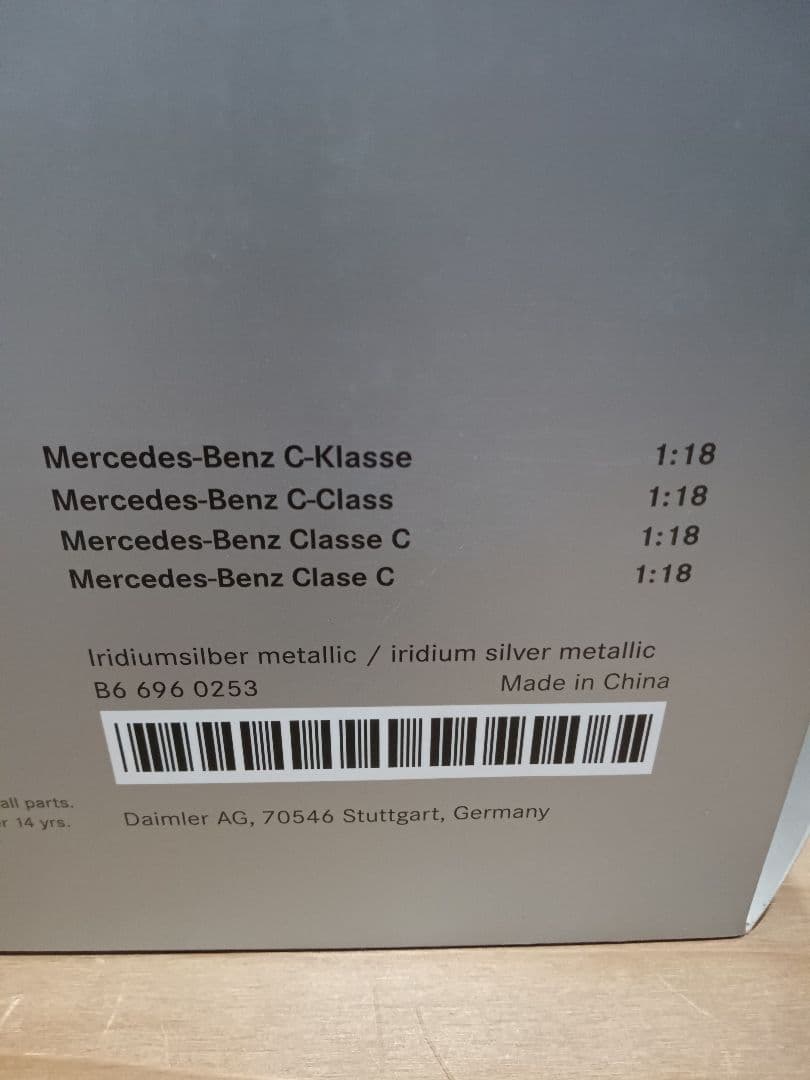 Mercedes-Benz C-Klasse 1:18
Mercedes-Benz C-Class 1:18
Mercedes-Benz Classe C 1:18
Mercedes-Benz Clase C 1:18
Iridiumsilber metallic / iridium silver metallic
B6 696 0253 Made in China
all parts.
14 yrs.
Daimler AG, 70546 Stuttgart, Germany